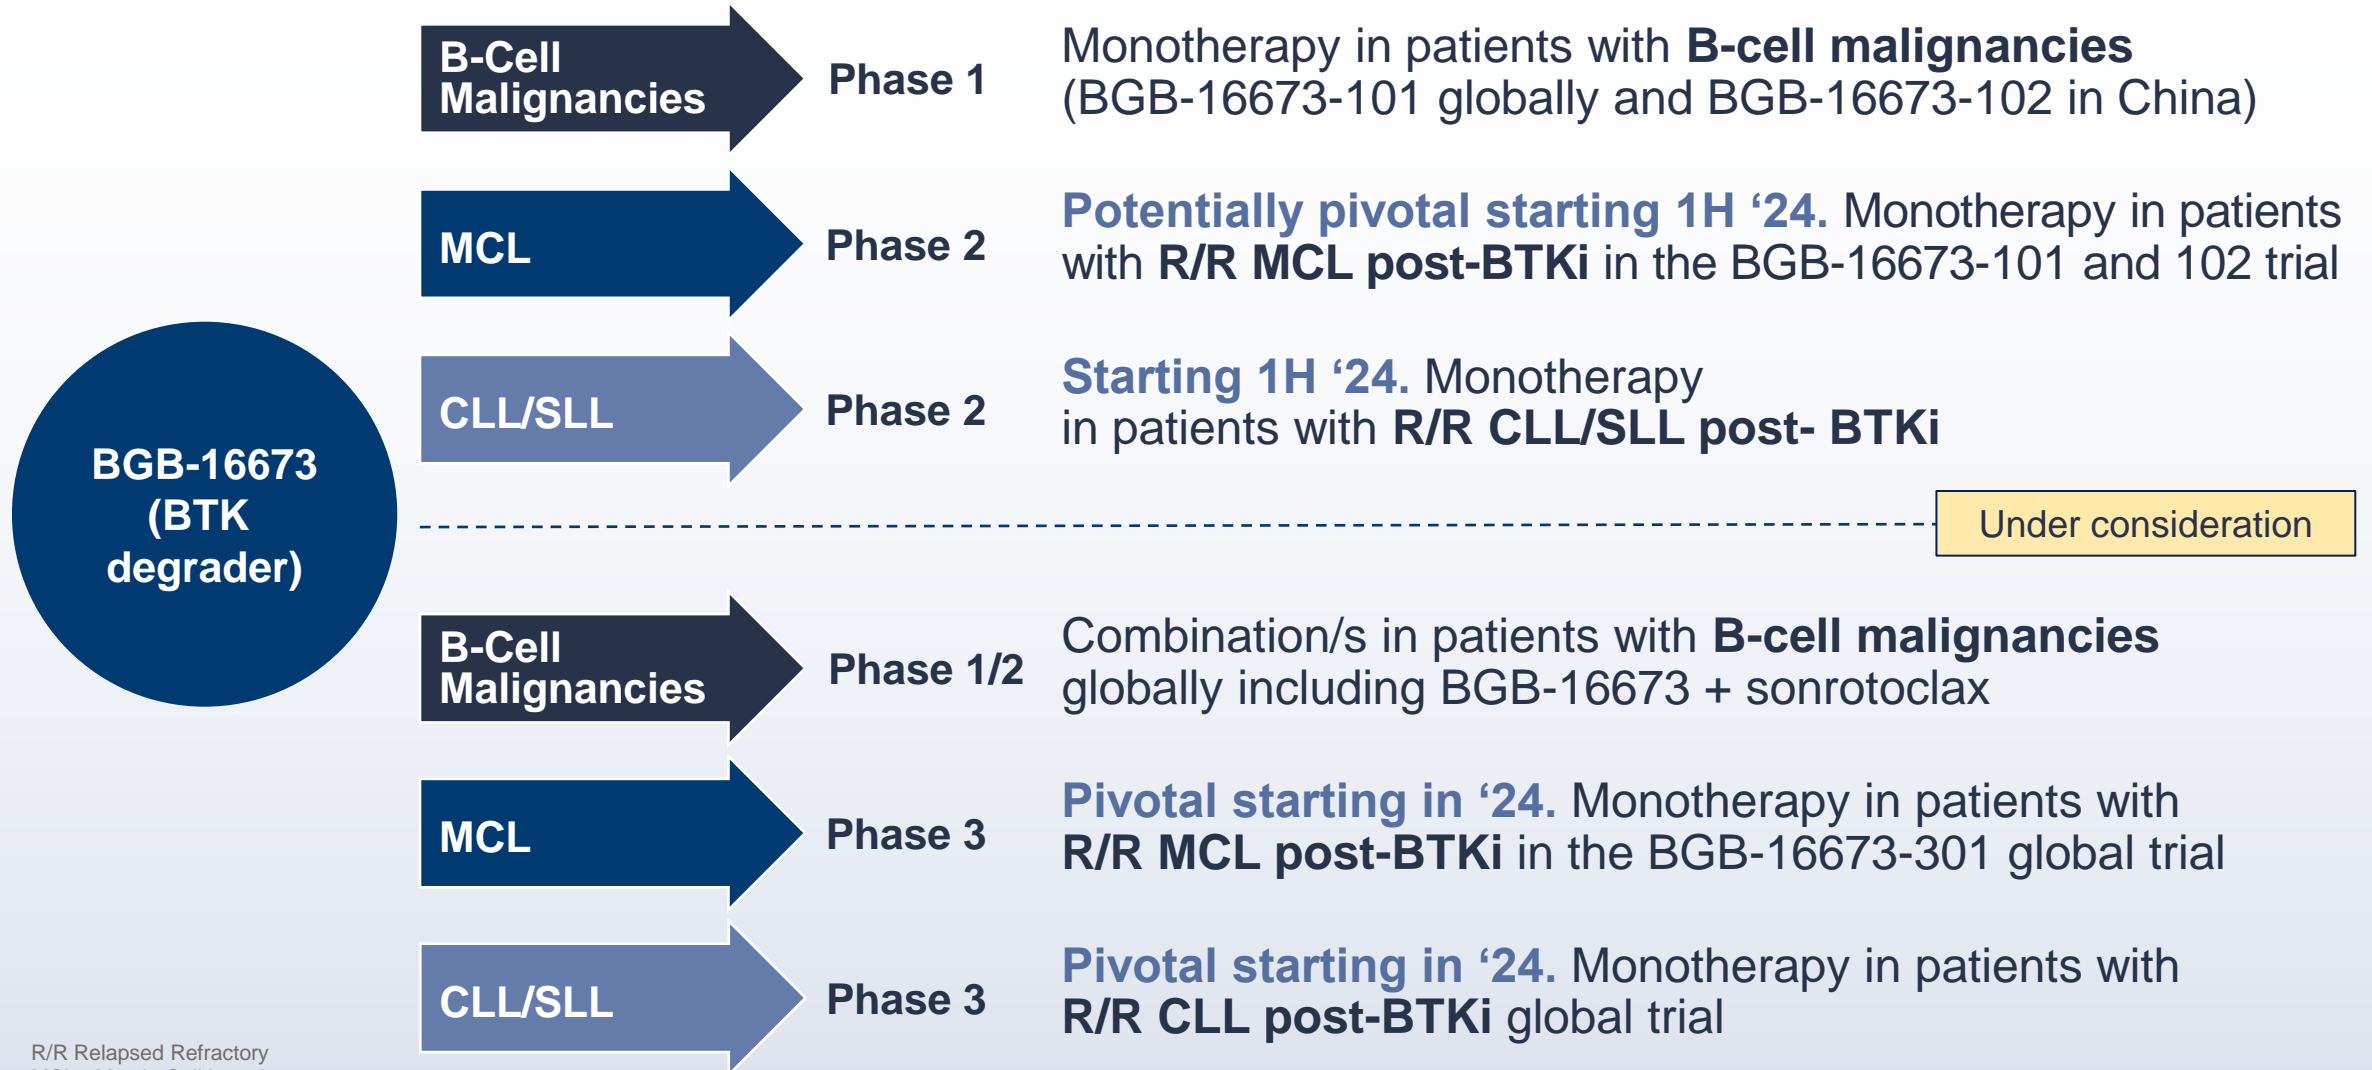 B-Cell
Malignancies
Phase 1
Monotherapy in patients with B-cell malignancies
(BGB-16673-101 globally and BGB-16673-102 in China)
MCL
Phase 2
Potentially pivotal starting 1H ‘24. Monotherapy in patients
with R/R MCL post-BTKi in the BGB-16673-101 and 102 trial
CLL/SLL
Phase 2
Starting 1H ‘24. Monotherapy
in patients with R/R CLL/SLL post- BTKi
BGB-16673
(BTK
degrader)
Under consideration
B-Cell
Malignancies
Phase 1/2
Combination/s in patients with B-cell malignancies
globally including BGB-16673 + sonrotoclax
MCL
Phase 3
Pivotal starting in ‘24. Monotherapy in patients with
R/R MCL post-BTKi in the BGB-16673-301 global trial
CLL/SLL
Phase 3
Pivotal starting in ‘24. Monotherapy in patients with
R/R CLL post-BTKi global trial
R/R Relapsed Refractory